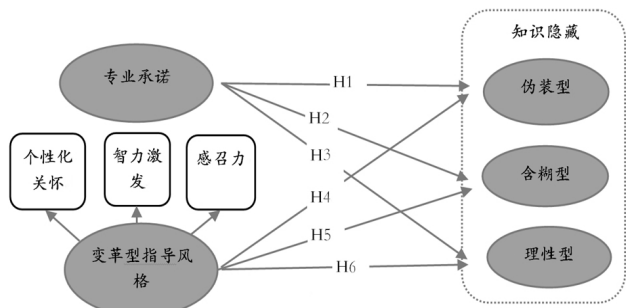 知识隐藏
专业承诺
H1
伪装型
H2
个性化
关怀
智力激
发
感召力
H3
含糊型
H4
H5
变革型指导风
格
理性型
H6